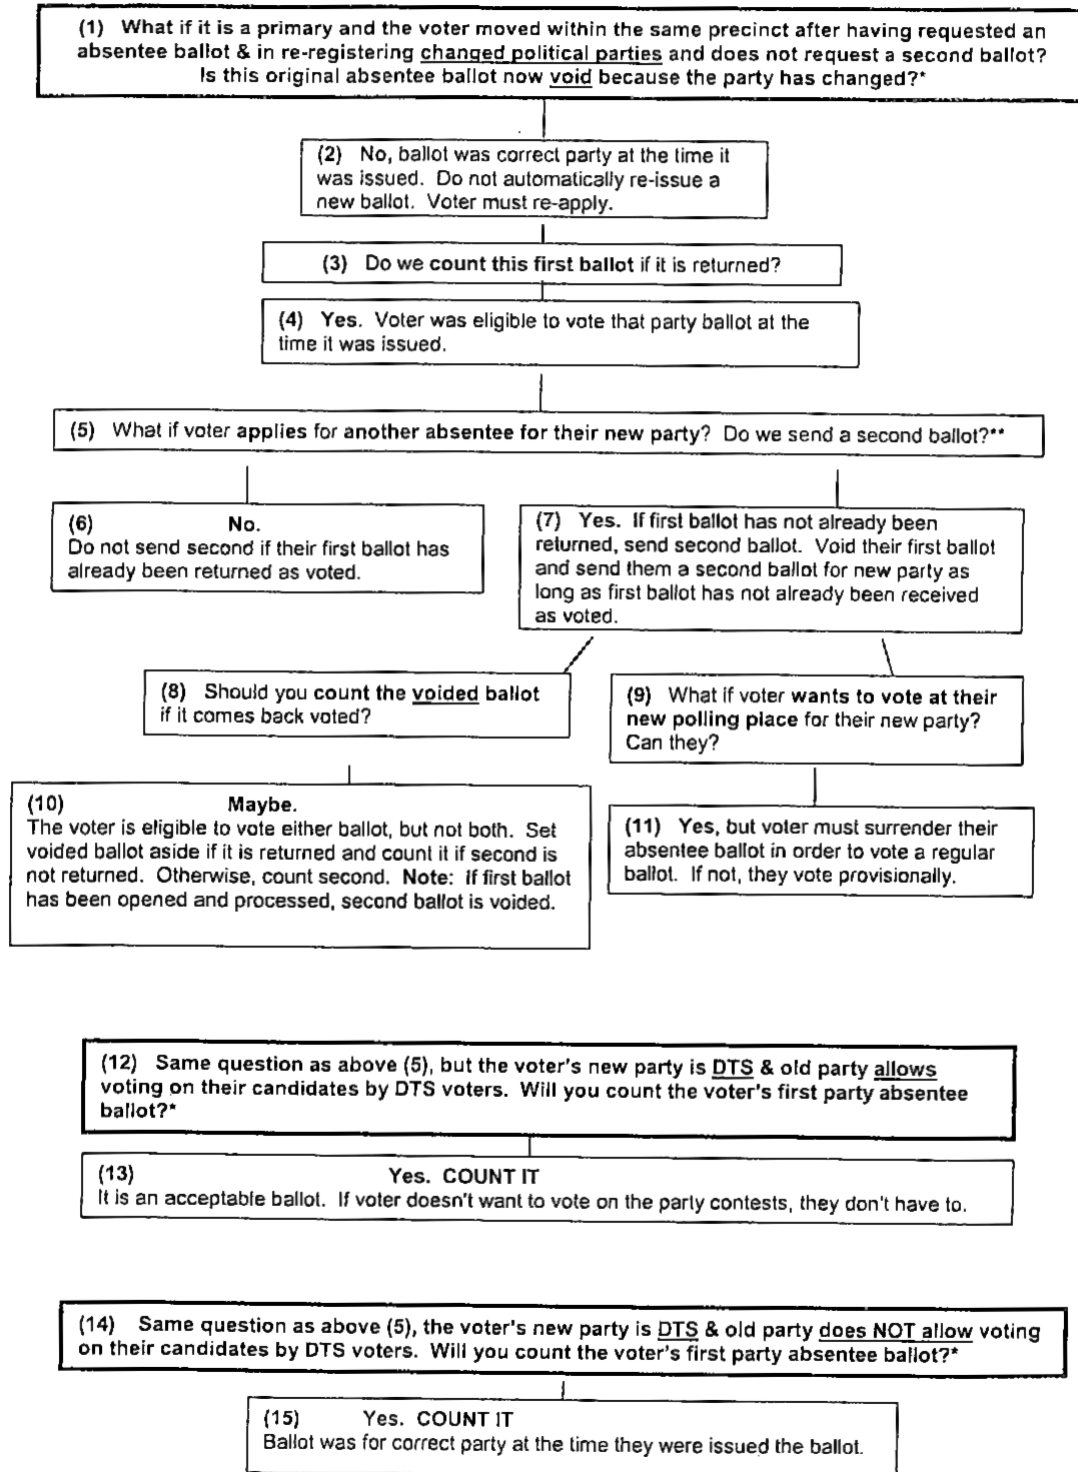 (1) What if it is a primary and the voter moved within the same precinct after having requested an
absentee ballot & in re-registering changed political parties and does not request a second ballot?
Is this original absentee ballot now void because the party has changed?*
(2) No, ballot was correct party at the time it
was issued. Do not automatically re-issue a
new ballot. Voter must re-apply.
(3) Do we count this first ballot if it is returned?
(4) Yes. Voter was eligible to vote that party ballot at the
time it was issued.
(5) What if voter applies for another absentee for their new party? Do we send a second ballot?**
(6) No.
Do not send second if their first ballot has
already been returned as voted.
(7) Yes. If first ballot has not already been
returned, send second ballot. Void their first ballot
and send them a second ballot for new party as
long as first ballot has not already been received
as voted.
(8) Should you count the voided ballot
if it comes back voted?
(9) What if voter wants to vote at their
new polling place for their new party?
Can they?
(10) Maybe.
The voter is eligible to vote either ballot, but not both. Set
voided ballot aside if it is returned and count it if second is
not returned. Otherwise, count second. Note: If first ballot
has been opened and processed, second ballot is voided.
(11) Yes, but voter must surrender their
absentee ballot in order to vote a regular
ballot. If not, they vote provisionally.
(12) Same question as above (5), but the voter's new party is DTS & old party allows
voting on their candidates by DTS voters. Will you count the voter's first party absentee
ballot?*
(13) Yes. COUNT IT
It is an acceptable ballot. If voter doesn't want to vote on the party contests, they don't have to.
(14) Same question as above (5), the voter's new party is DTS & old party does NOT allow voting
on their candidates by DTS voters. Will you count the voter's first party absentee ballot?*
(15) Yes. COUNT IT
Ballot was for correct party at the time they were issued the ballot.